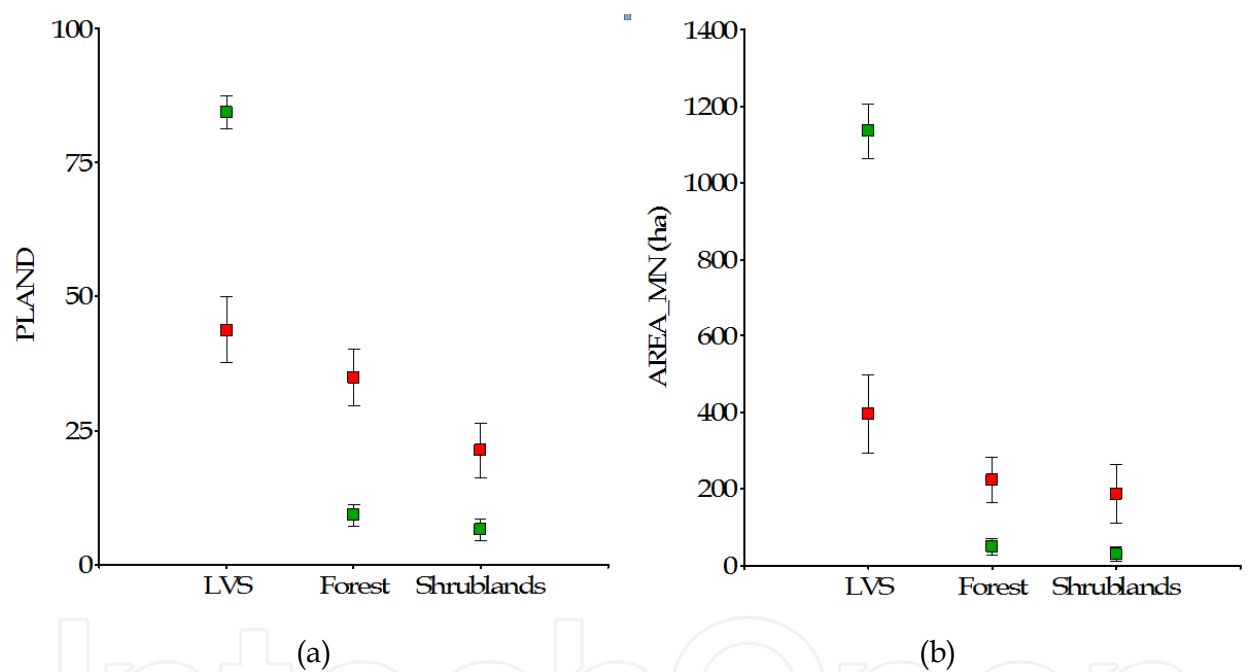 PLAND
100
75
50
25
0
LVS Forest Shrublands
(a)
AREA_MN (ha)
1400
1200
1000
800
600
400
200
0
LVS Forest Shrublands
(b)
IntechOpen